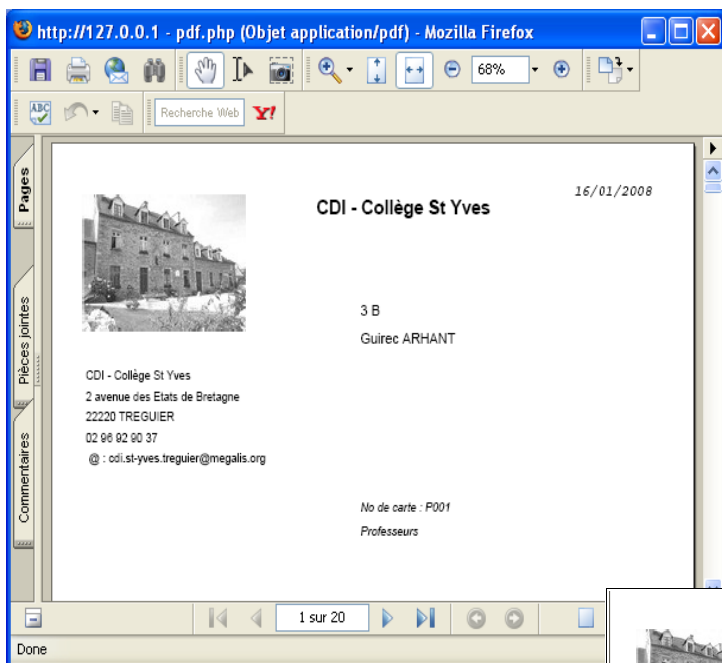 http://127.0.0.1 - pdf.php (Objet application/pdf) - Mozilla Firefox
68%
ABC
Recherche Web Y!
Pages
Pièces jointes
Commentaires
16/01/2008
CDI - Collège St Yves
3 B
Guirec ARHANT
CDI - Collège St Yves
2 avenue des Etats de Bretagne
22220 TREGUIER
02 96 92 90 37
@ : cdi.st-yves.treguier@megalis.org
No de carte : P001
Professeurs
1 sur 20
Done